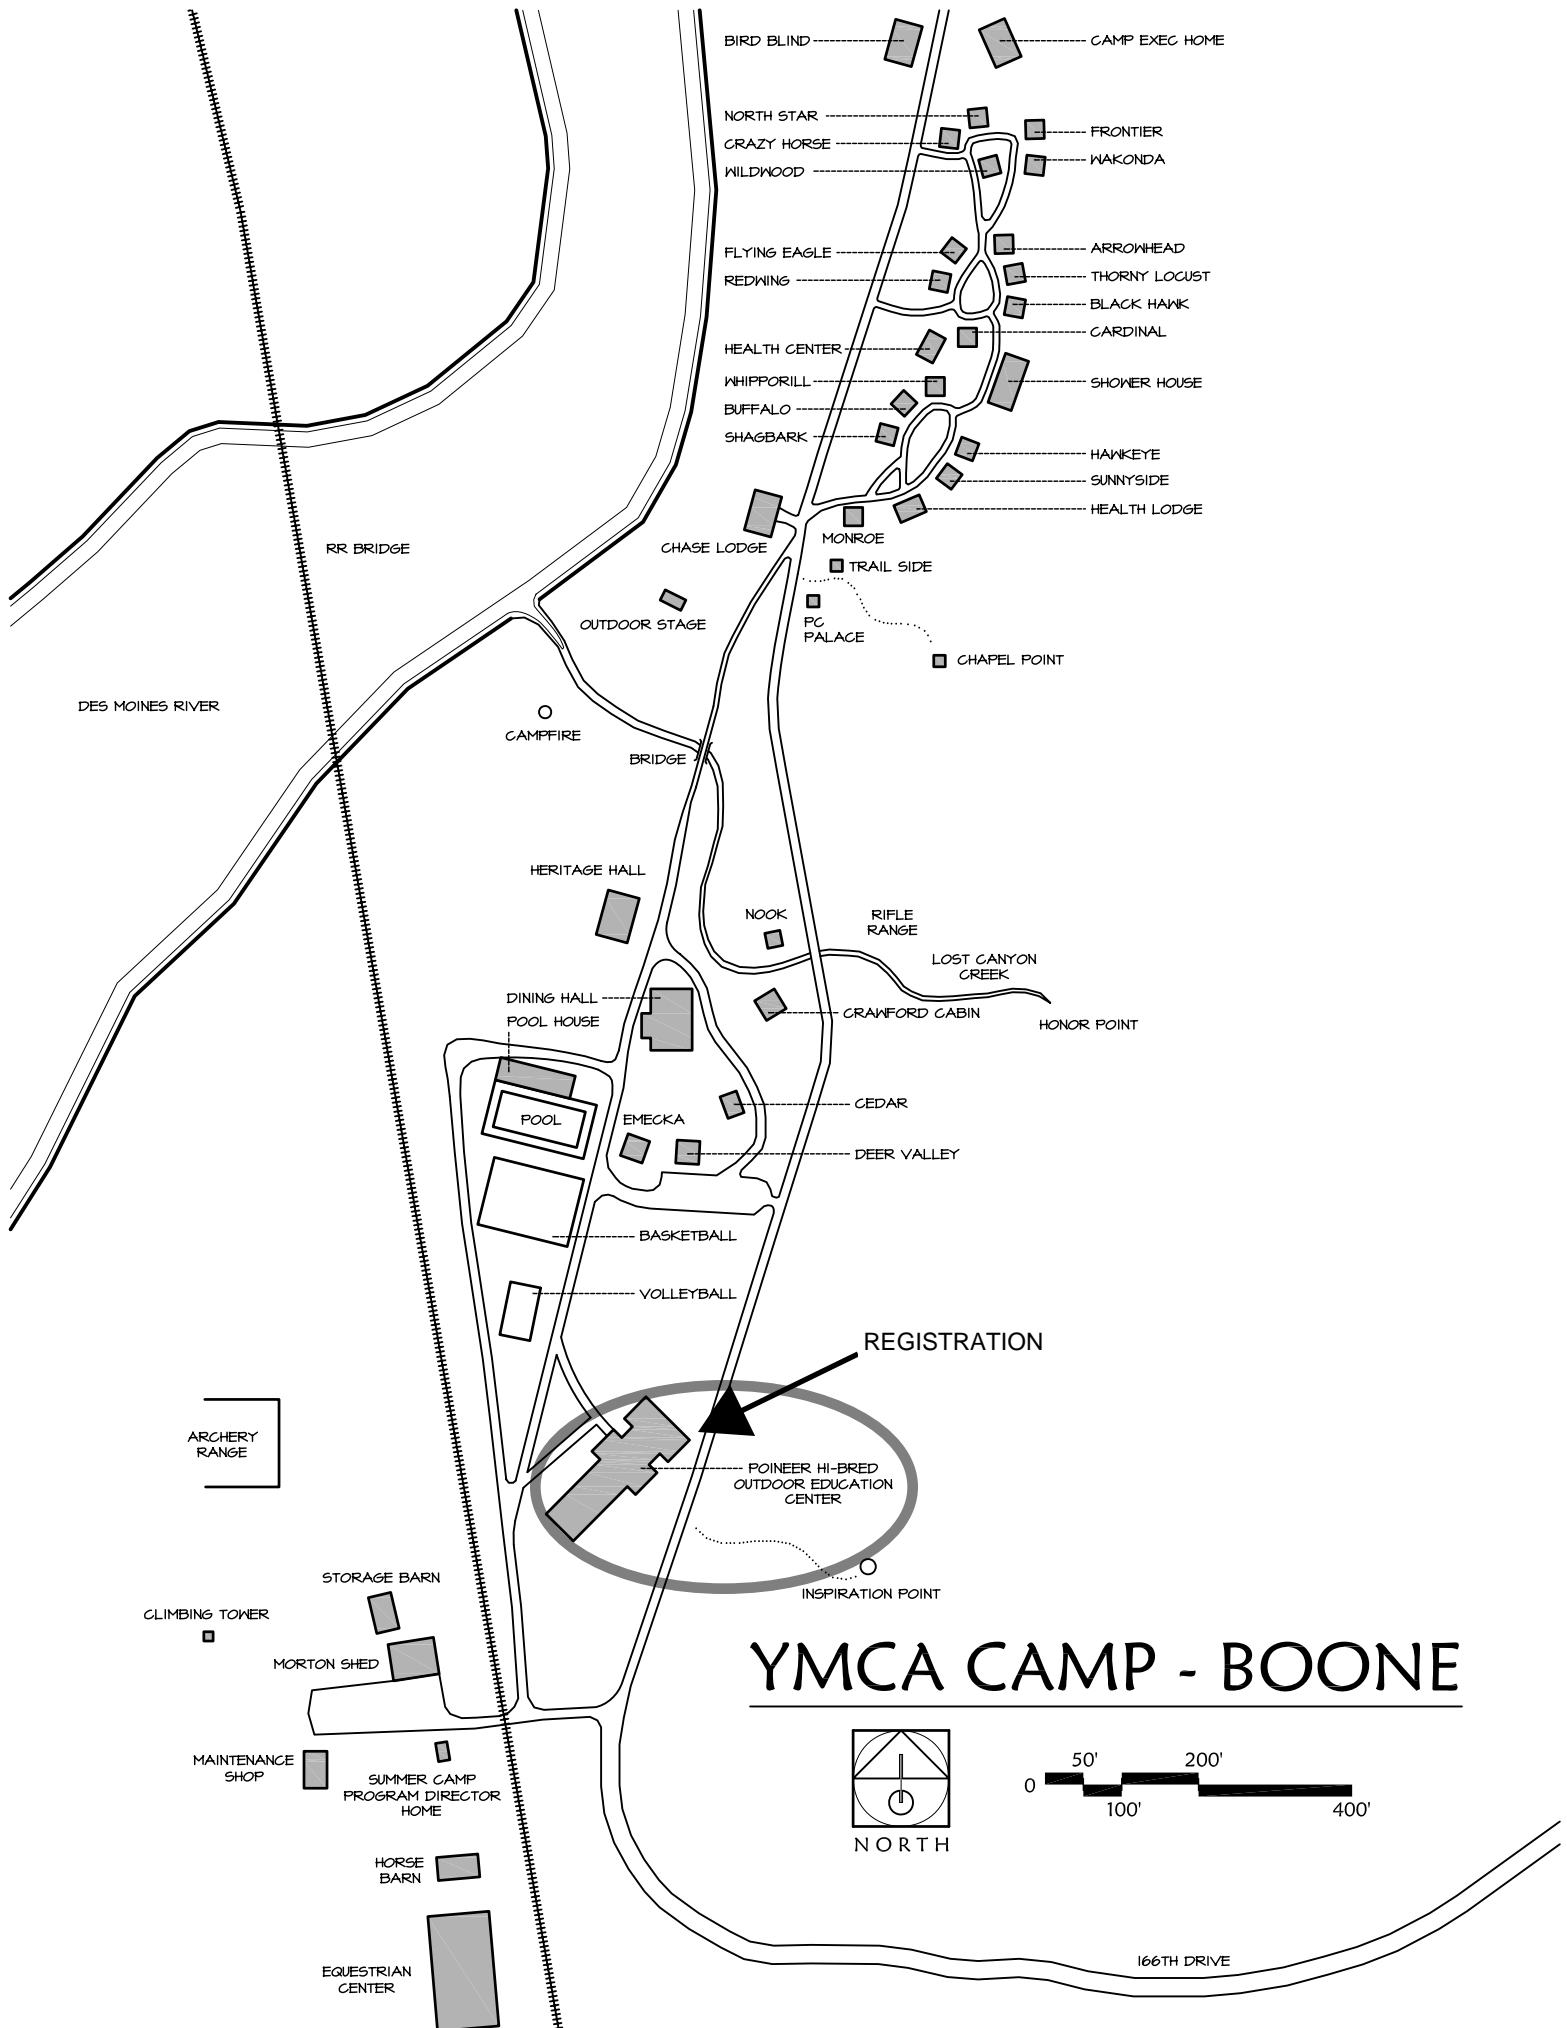 BIRD BLIND
CAMP EXEC HOME
NORTH STAR
CRAZY HORSE
WILDWOOD
FRONTIER
WAKONDA
FLYING EAGLE
REDWING
ARROWHEAD
THORNY LOCUST
BLACK HAWK
CARDINAL
HEALTH CENTER
WHIPPORILL
BUFFALO
SHAGBARK
SHOWER HOUSE
HAWKEYE
SUNNYSIDE
HEALTH LODGE
RR BRIDGE
CHASE LODGE
MONROE
TRAIL SIDE
OUTDOOR STAGE
PC
PALACE
CHAPEL POINT
DES MOINES RIVER
CAMPFIRE
BRIDGE
HERITAGE HALL
NOOK
RIFLE
RANGE
LOST CANYON
CREEK
DINING HALL
POOL HOUSE
CRAWFORD CABIN
HONOR POINT
CEDAR
POOL
EMECKA
DEER VALLEY
BASKETBALL
VOLLEYBALL
REGISTRATION
ARCHERY
RANGE
POINEER HI-BRED
OUTDOOR EDUCATION
CENTER
STORAGE BARN
INSPIRATION POINT
CLIMBING TOWER
MORTON SHED
YMCA CAMP - BOONE
MAINTENANCE
SHOP
SUMMER CAMP
PROGRAM DIRECTOR
HOME
NORTH
50' 200'
0
100' 400'
HORSE
BARN
EQUESTRIAN
CENTER
166TH DRIVE